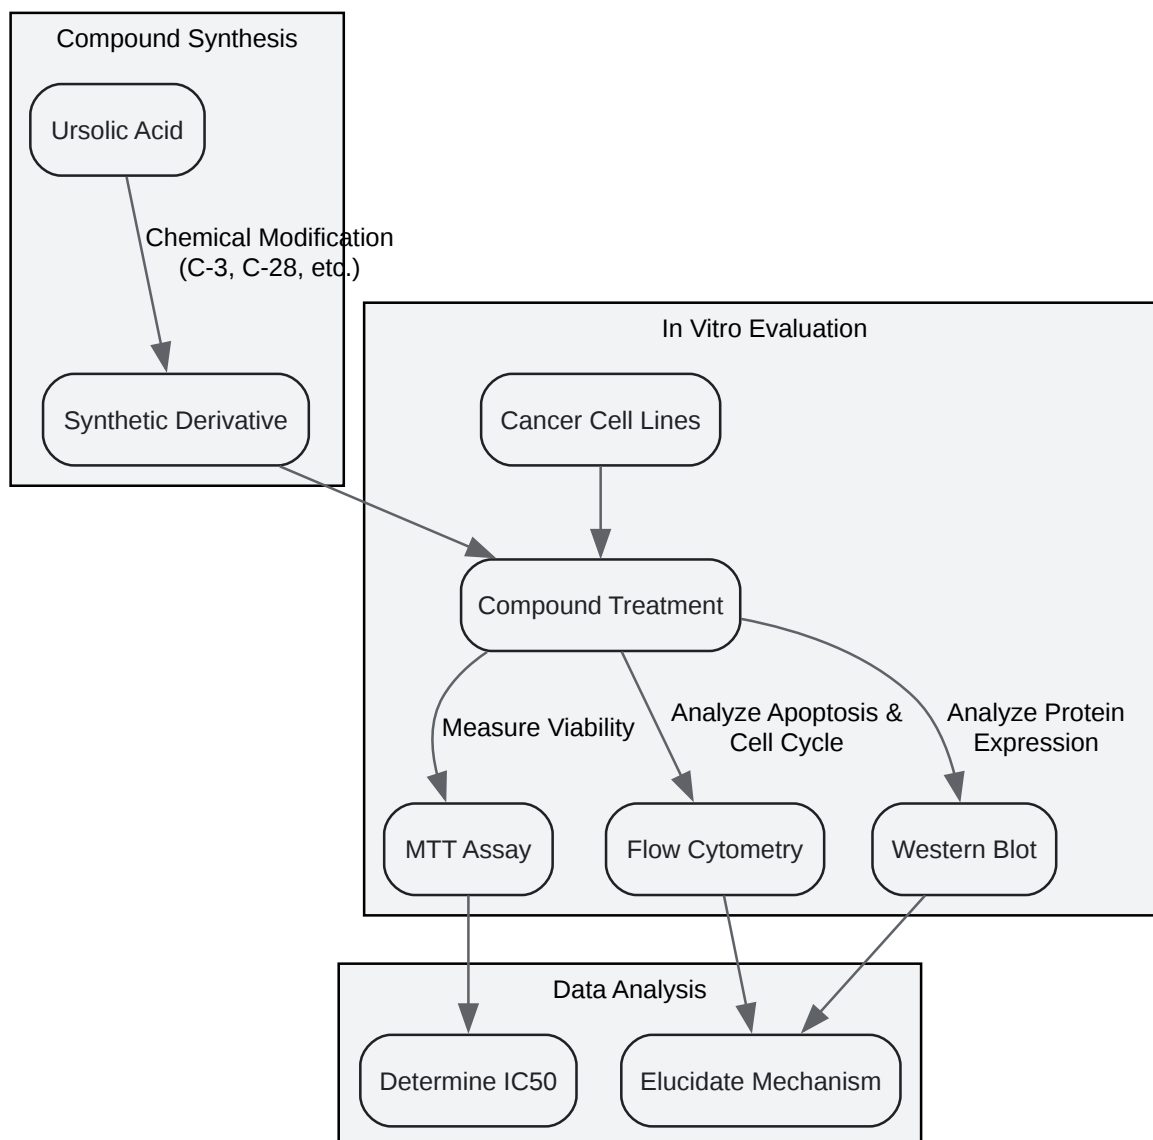 Compound Synthesis
Ursolic Acid
Chemical Modification
(C-3, C-28, etc.)
Synthetic Derivative
In Vitro Evaluation
Cancer Cell Lines
Compound Treatment
Measure Viability
Analyze Apoptosis &
Cell Cycle
Analyze Protein
Expression
MTT Assay
Flow Cytometry
Western Blot
Data Analysis
Determine IC50
Elucidate Mechanism